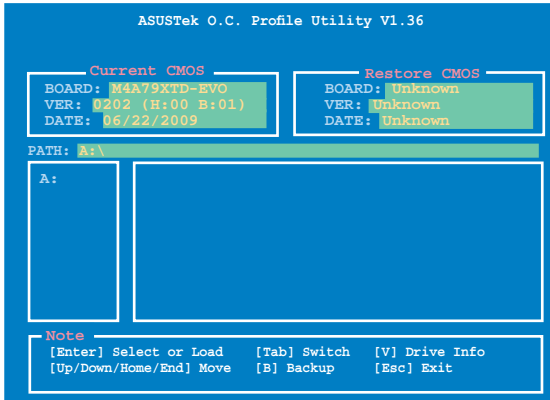 ASUSTek O.C. Profile Utility V1.36
Current CMOS
BOARD: M4A79XTD-EVO
VER: 0202 (H:00 B:01)
DATE: 06/22/2009
Restore CMOS
BOARD: Unknown
VER: Unknown
DATE: Unknown
PATH: A:\
A:
Note
[Enter] Select or Load [Tab] Switch [V] Drive Info
[Up/Down/Home/End] Move [B] Backup [Esc] Exit